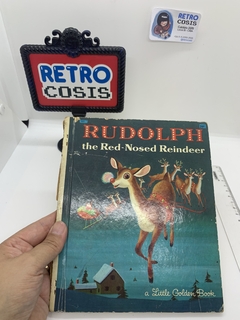 RETRO
COSIS
RETRO
COSIS
RUDOLPH
the Red-Nosed Reindeer
a Little Golden Book